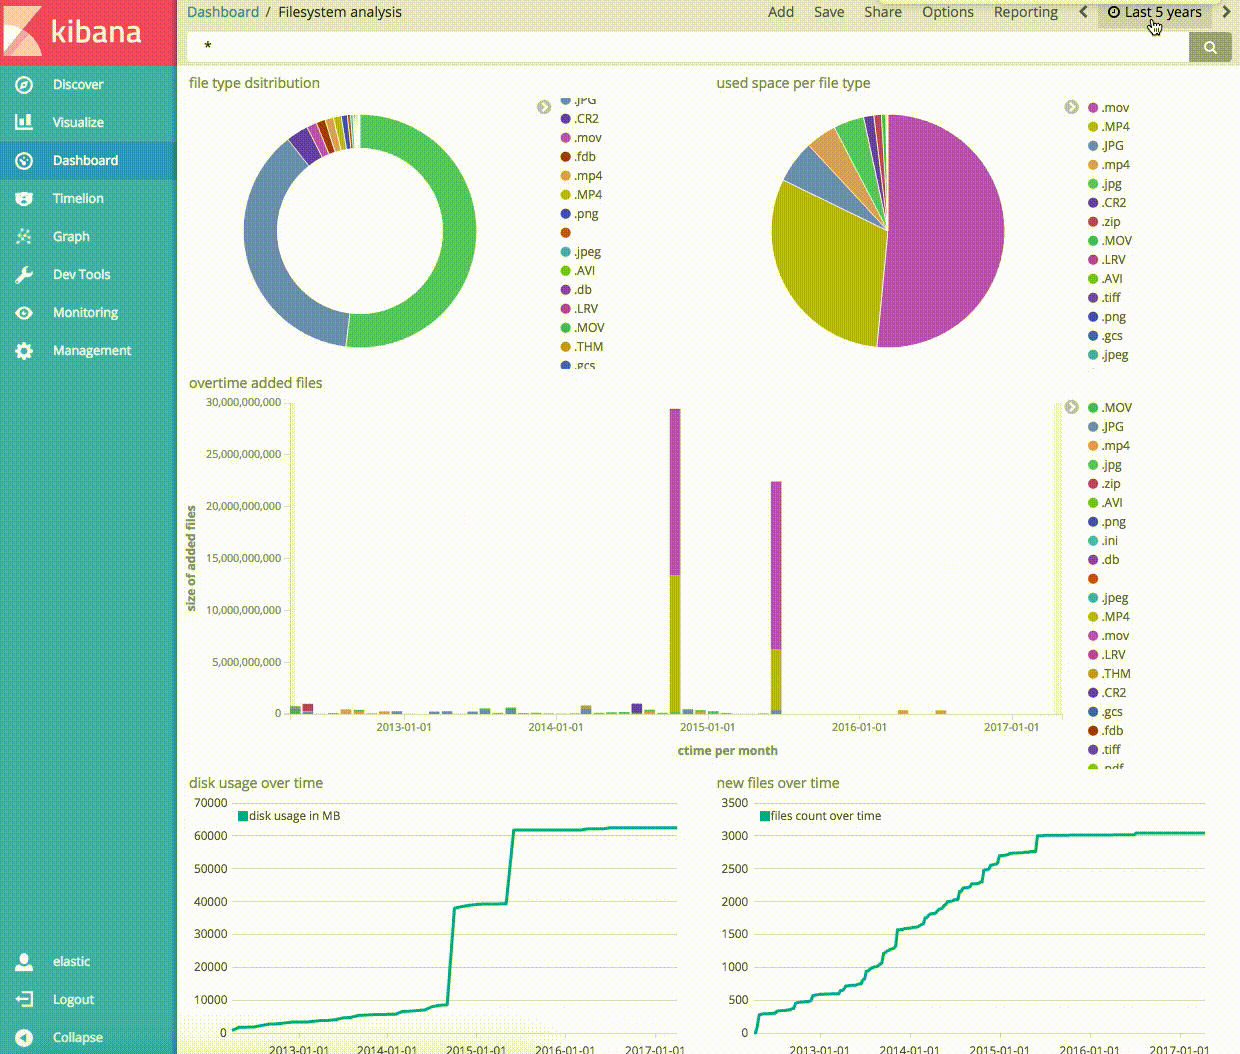 kibana
Discover
Visualize
Dashboard
Timelion
Graph
Dev Tools
Monitoring
Management
elastic
Logout
Collapse
Dashboard / Filesystem analysis
Add Save Share Options Reporting Last 5 years
*
file type dsitribution
.JPG
.CR2
.mov
.fdb
.mp4
.MP4
.png
.jpeg
.AVI
.db
.LRV
.MOV
.THM
.gcs
used space per file type
.mov
.MP4
.JPG
.mp4
.jpg
.CR2
.zip
.MOV
.LRV
.AVI
.tiff
.png
.gcs
.jpeg
overtime added files
size of added files
30,000,000,000
25,000,000,000
20,000,000,000
15,000,000,000
10,000,000,000
5,000,000,000
0
2013-01-01 2014-01-01 2015-01-01 2016-01-01 2017-01-01
ctime per month
.MOV
.JPG
.mp4
.jpg
.zip
.AVI
.png
.ini
.db
.jpeg
.MP4
.mov
.LRV
.THM
.CR2
.gcs
.fdb
.tiff
.pdf
disk usage over time
disk usage in MB
70000
60000
50000
40000
30000
20000
10000
0
2013-01-01 2014-01-01 2015-01-01 2016-01-01 2017-01-01
new files over time
files count over time
3500
3000
2500
2000
1500
1000
500
0
2013-01-01 2014-01-01 2015-01-01 2016-01-01 2017-01-01